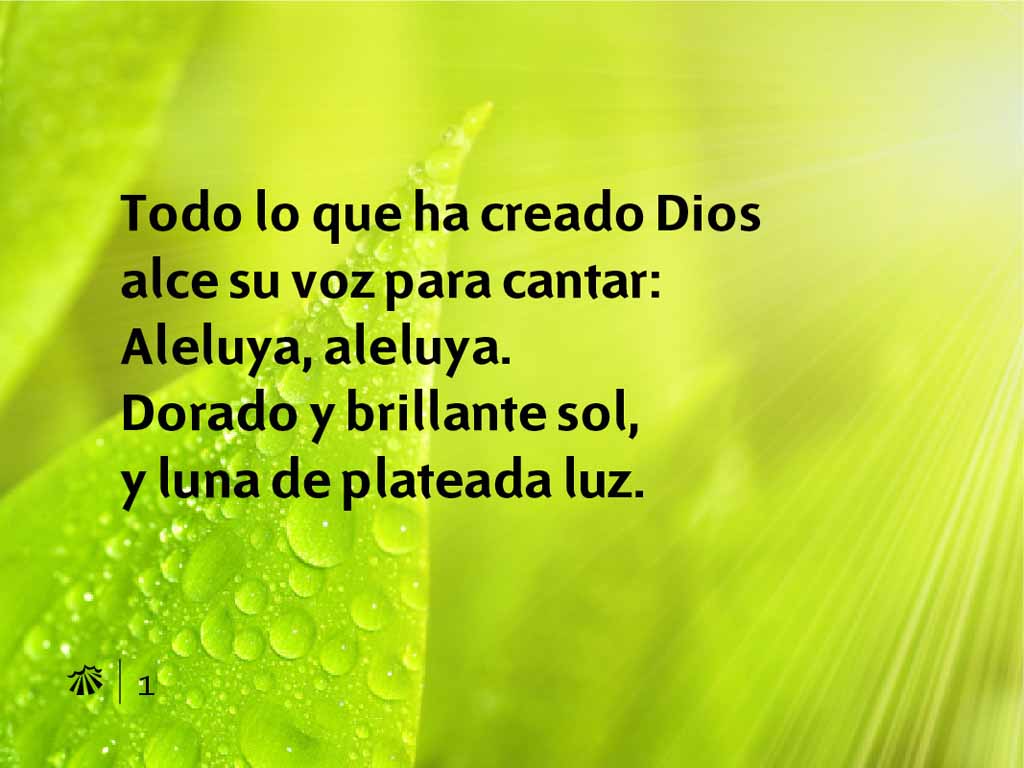 Todo lo que ha creado Dios
alce su voz para cantar:
Aleluya, aleluya.
Dorado y brillante sol,
y luna de plateada luz.
1